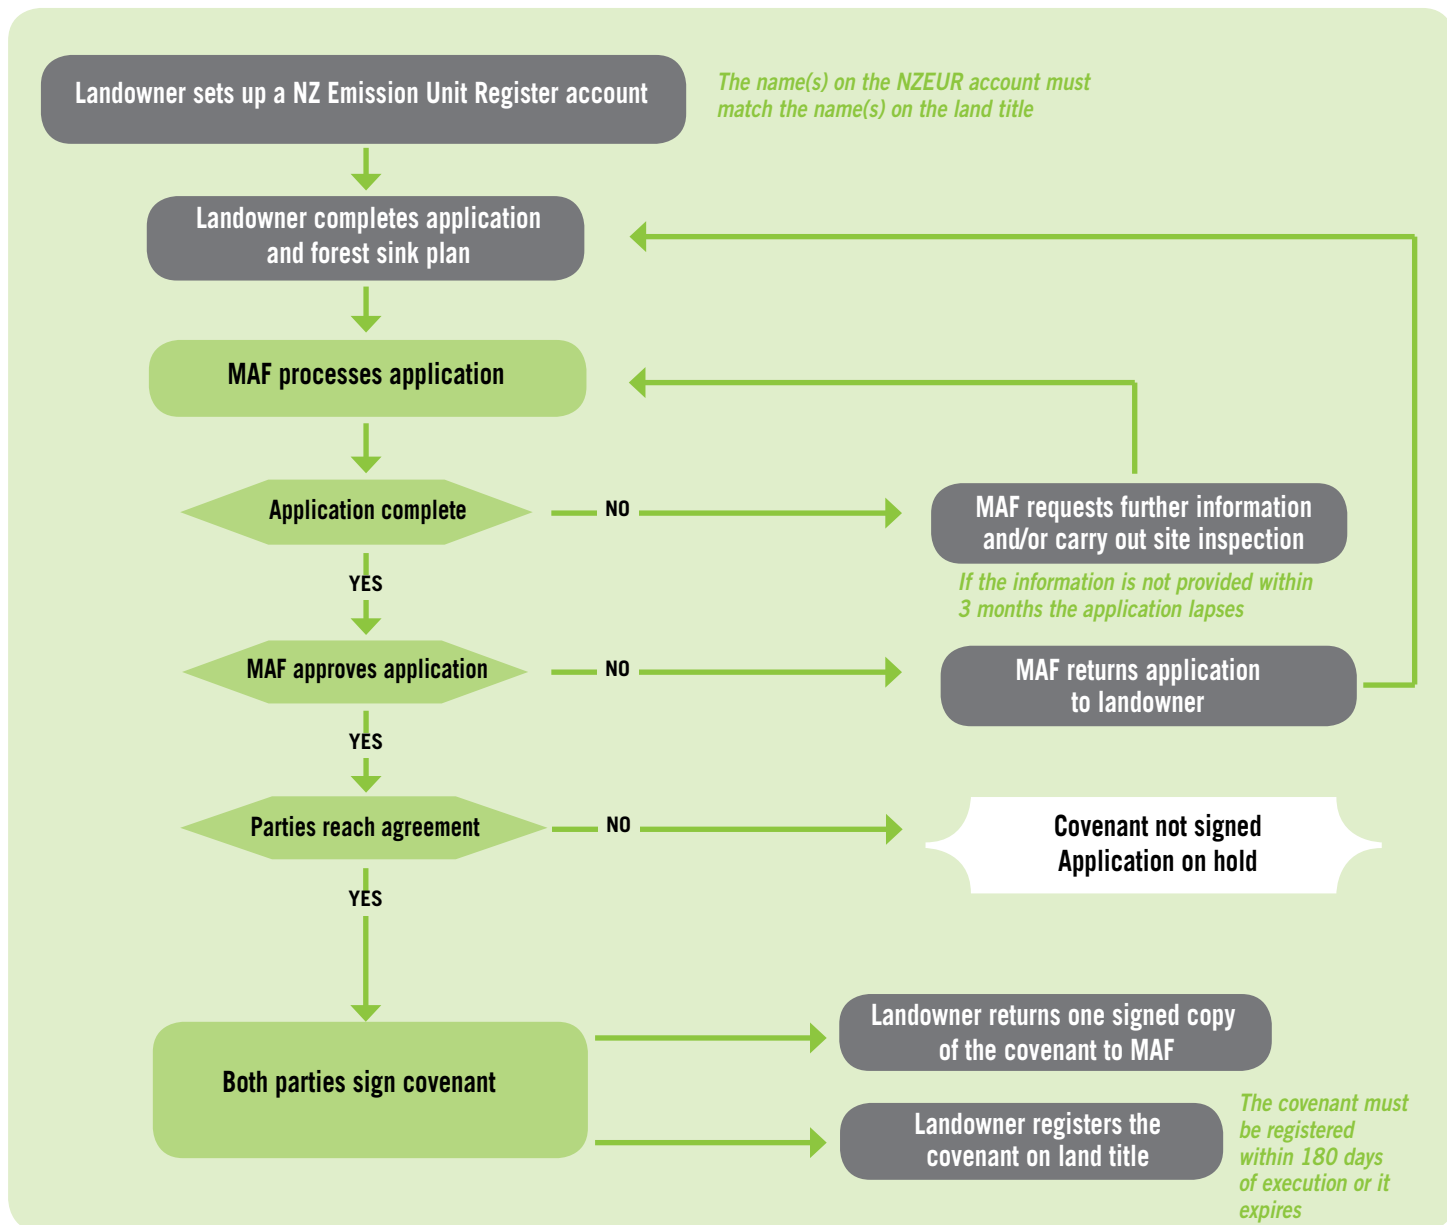 Landowner sets up a NZ Emission Unit Register account
The name(s) on the NZEUR account must
match the name(s) on the land title
Landowner completes application
and forest sink plan
MAF processes application
Application complete
NO
MAF requests further information
and/or carry out site inspection
If the information is not provided within
3 months the application lapses
YES
MAF approves application
NO
MAF returns application
to landowner
YES
Parties reach agreement
NO
Covenant not signed
Application on hold
YES
Both parties sign covenant
Landowner returns one signed copy
of the covenant to MAF
Landowner registers the
covenant on land title
The covenant must
be registered
within 180 days
of execution or it
expires